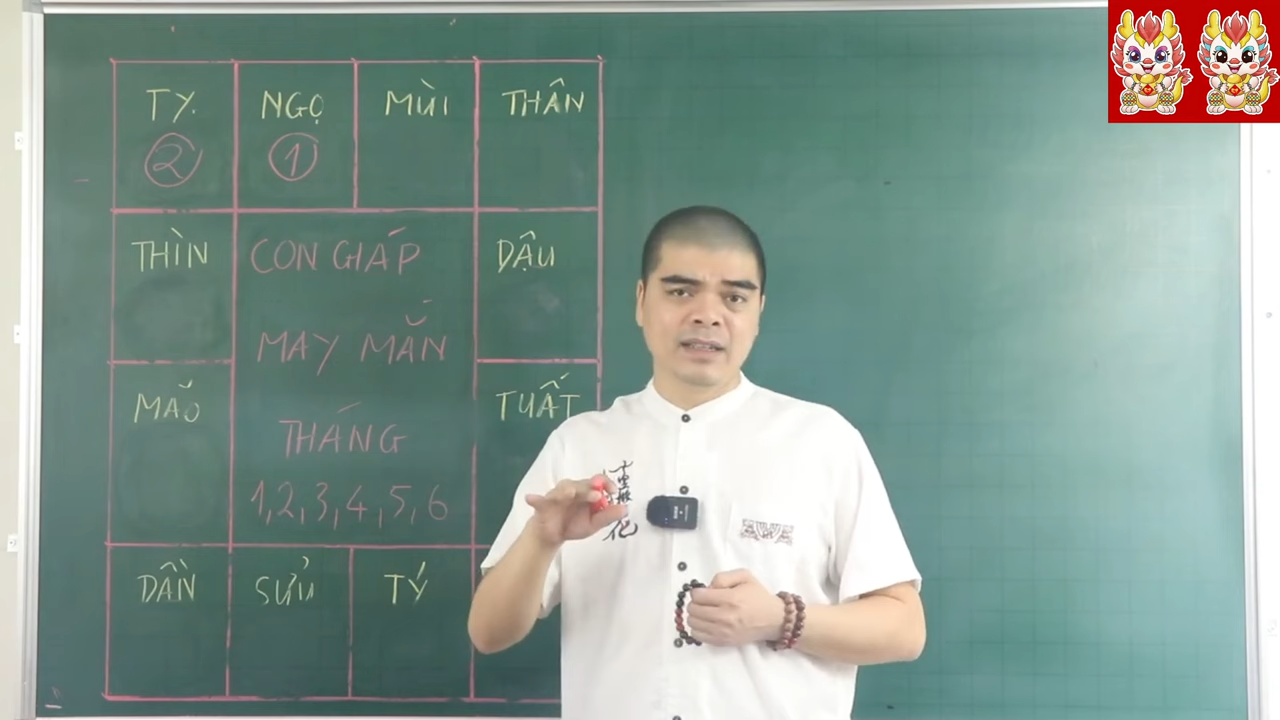 TỴ
NGỌ
MÙI
THÂN
②
①
THÌN
CON GIÁP
DẬU
MAY MẮN
MÃO
TUẤT
THÁNG
1,2,3,4,5,6
DẦN
SỬU
TÝ